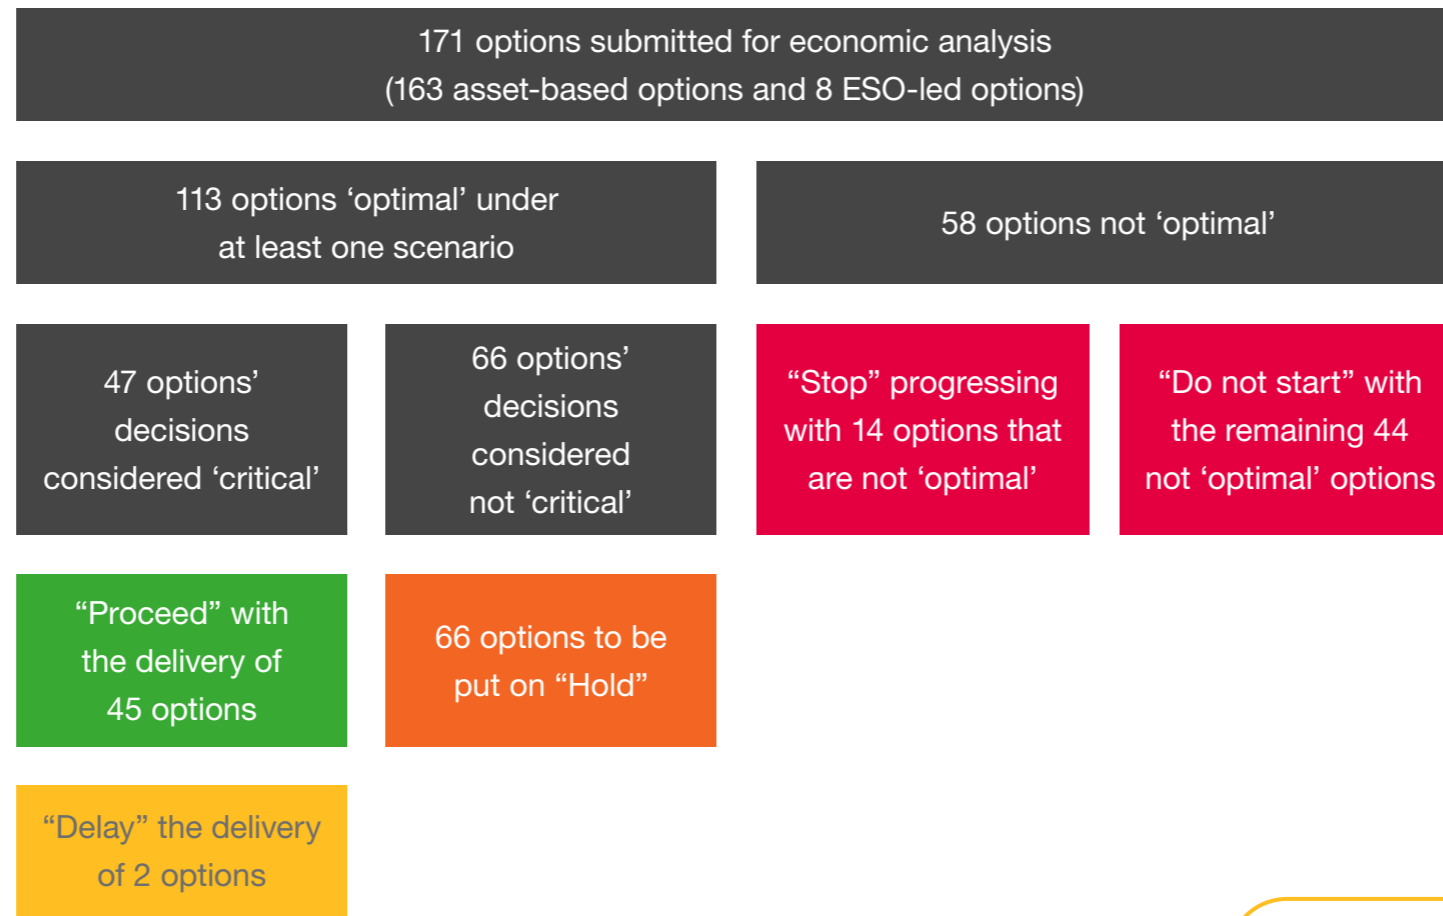 171 options submitted for economic analysis
(163 asset-based options and 8 ESO-led options)
113 options ‘optimal’ under
at least one scenario
58 options not ‘optimal’
47 options’
decisions
considered ‘critical’
66 options’
decisions
considered
not ‘critical’
“Stop” progressing
with 14 options that
are not ‘optimal’
“Do not start” with
the remaining 44
not ‘optimal’ options
“Proceed” with
the delivery of
45 options
66 options to be
put on “Hold”
“Delay” the delivery
of 2 options